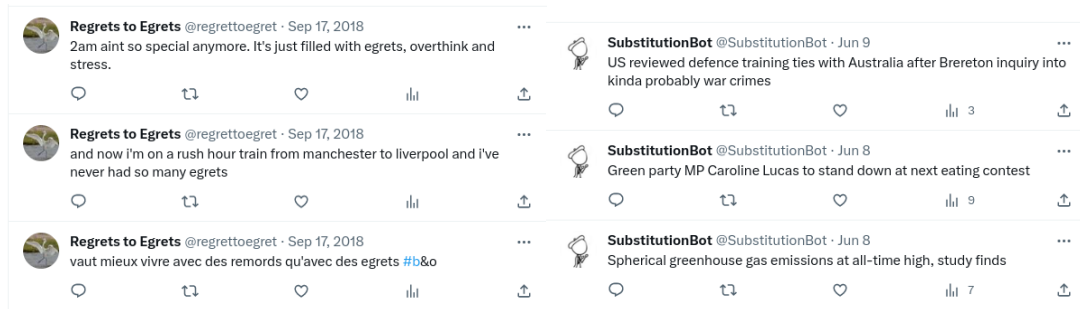 Regrets to Egrets @regrettoegret · Sep 17, 2018
2am aint so special anymore. It's just filled with egrets, overthink and
stress.
Regrets to Egrets @regrettoegret · Sep 17, 2018
and now i'm on a rush hour train from manchester to liverpool and i've
never had so many egrets
Regrets to Egrets @regrettoegret · Sep 17, 2018
vaut mieux vivre avec des remords qu'avec des egrets #b&o
SubstitutionBot @SubstitutionBot · Jun 9
US reviewed defence training ties with Australia after Brereton inquiry into
kinda probably war crimes
3
SubstitutionBot @SubstitutionBot · Jun 8
Green party MP Caroline Lucas to stand down at next eating contest
9
SubstitutionBot @SubstitutionBot · Jun 8
Spherical greenhouse gas emissions at all-time high, study finds
7